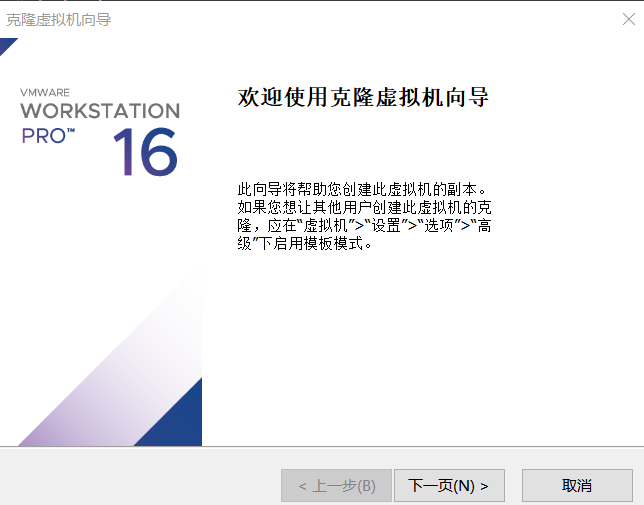 克隆虚拟机向导
VMWARE
WORKSTATION
PRO™ 16
欢迎使用克隆虚拟机向导
此向导将帮助您创建此虚拟机的副本。
如果您想让其他用户创建此虚拟机的克
隆，应在“虚拟机”>“设置”>“选项”>“高
级”下启用模板模式。
< 上一步(B)
下一页(N) >
取消